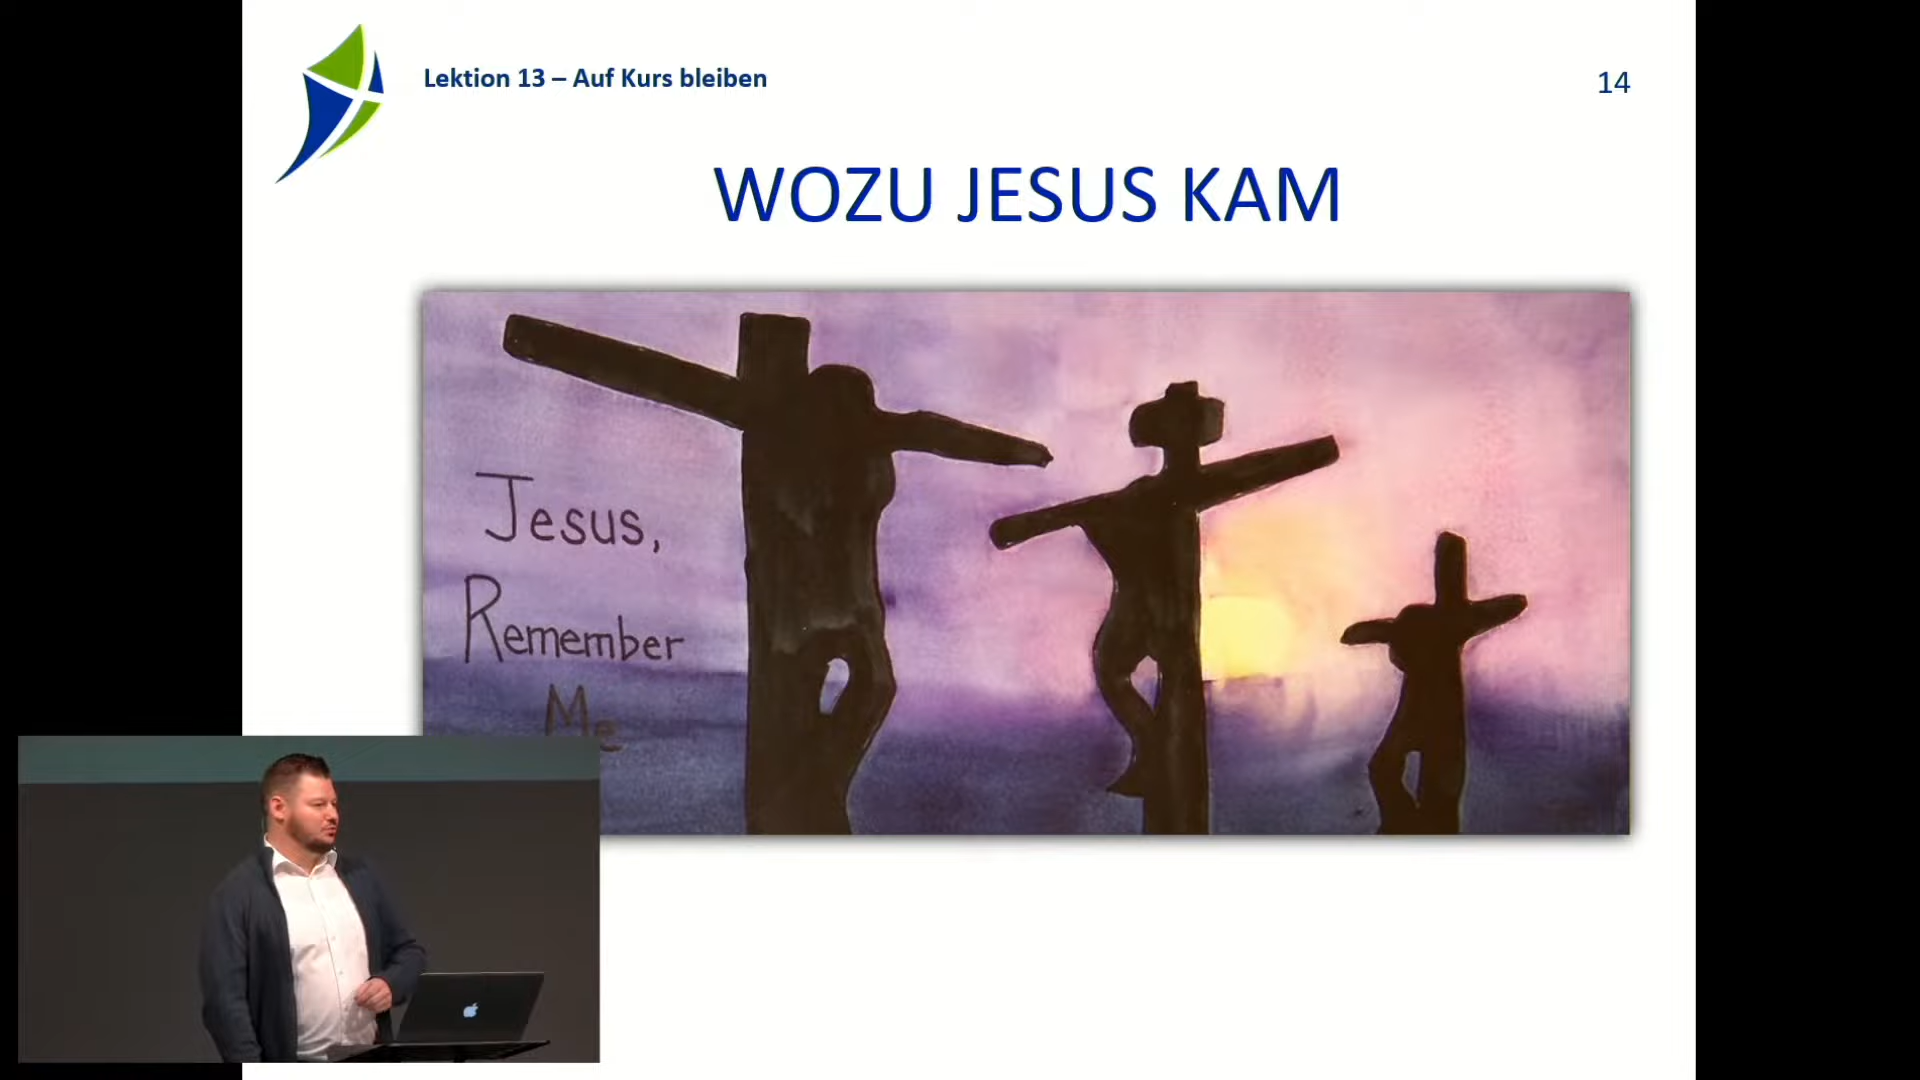 Lektion 13 – Auf Kurs bleiben
14
WOZU JESUS KAM
Jesus,
Remember
Me